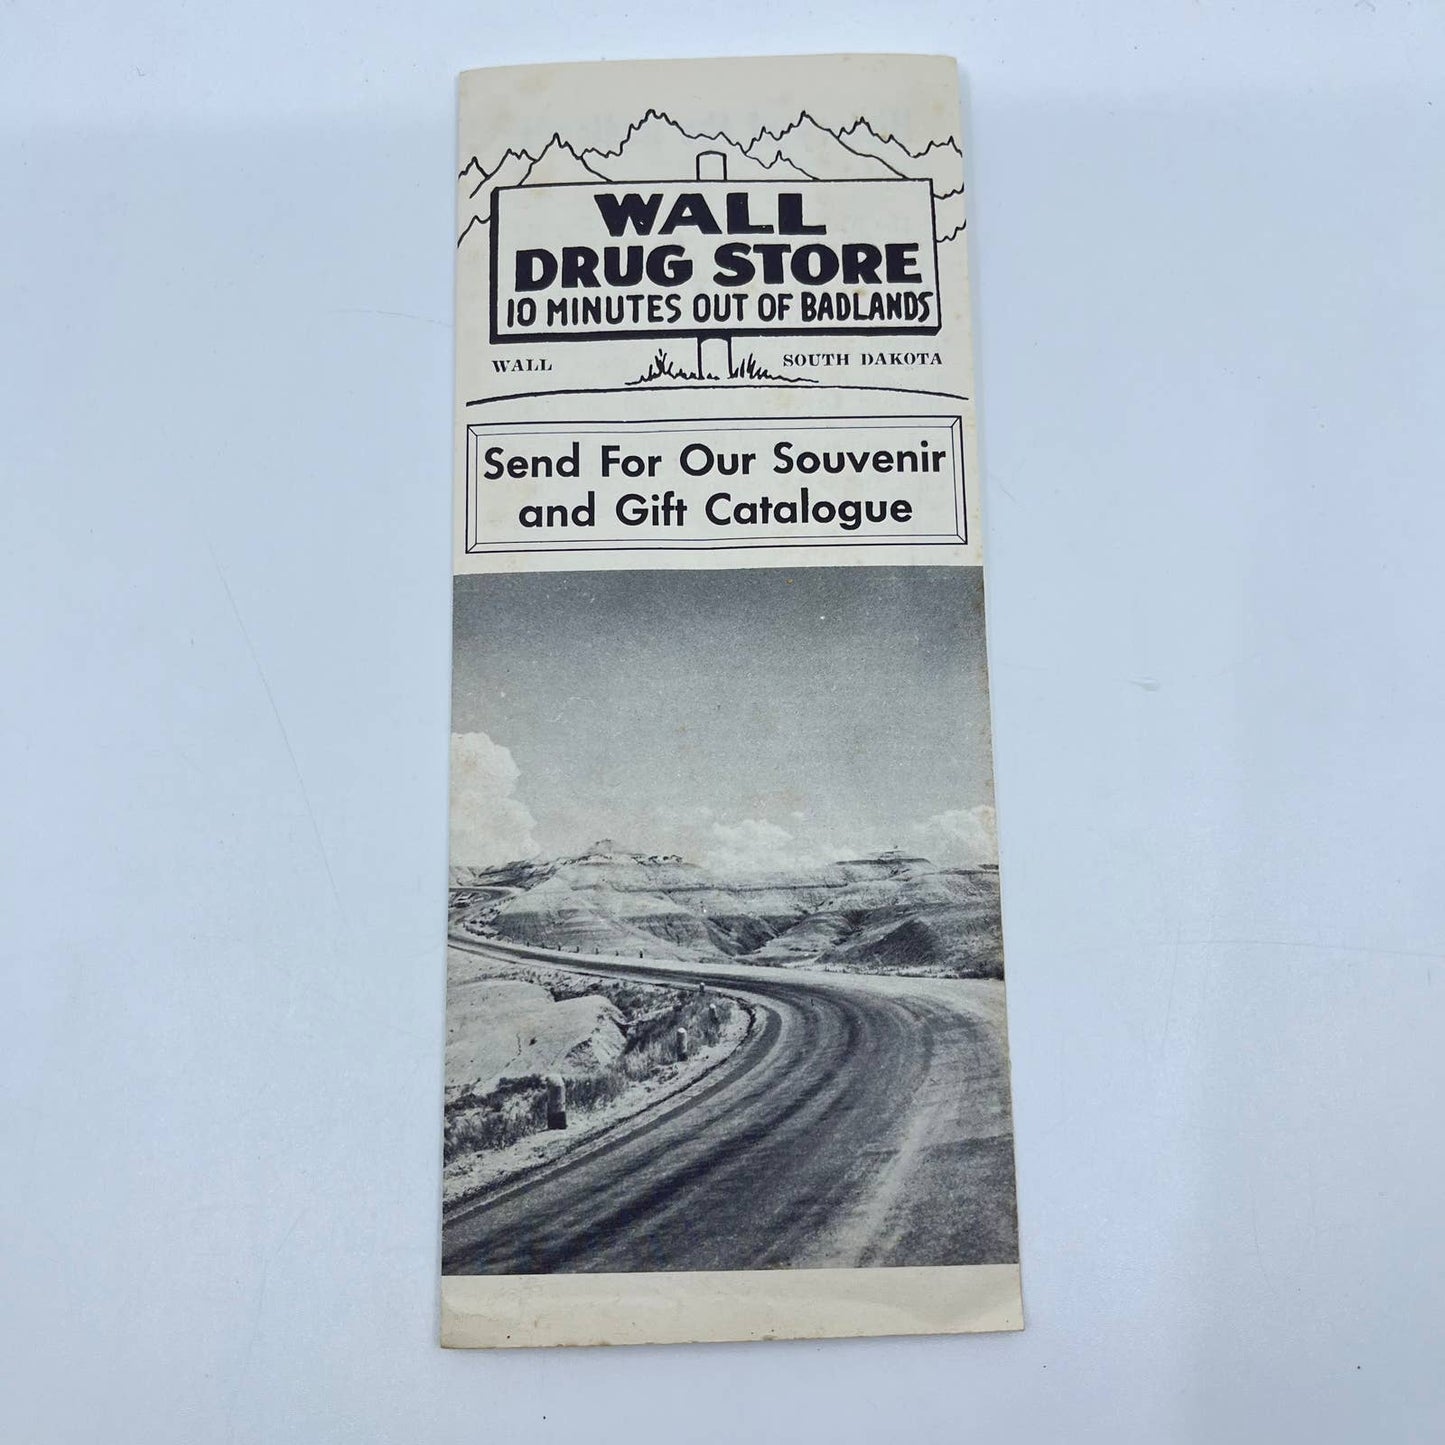 WALL
DRUG STORE
10 MINUTES OUT OF BADLANDS
WALL SOUTH DAKOTA
Send For Our Souvenir
and Gift Catalogue